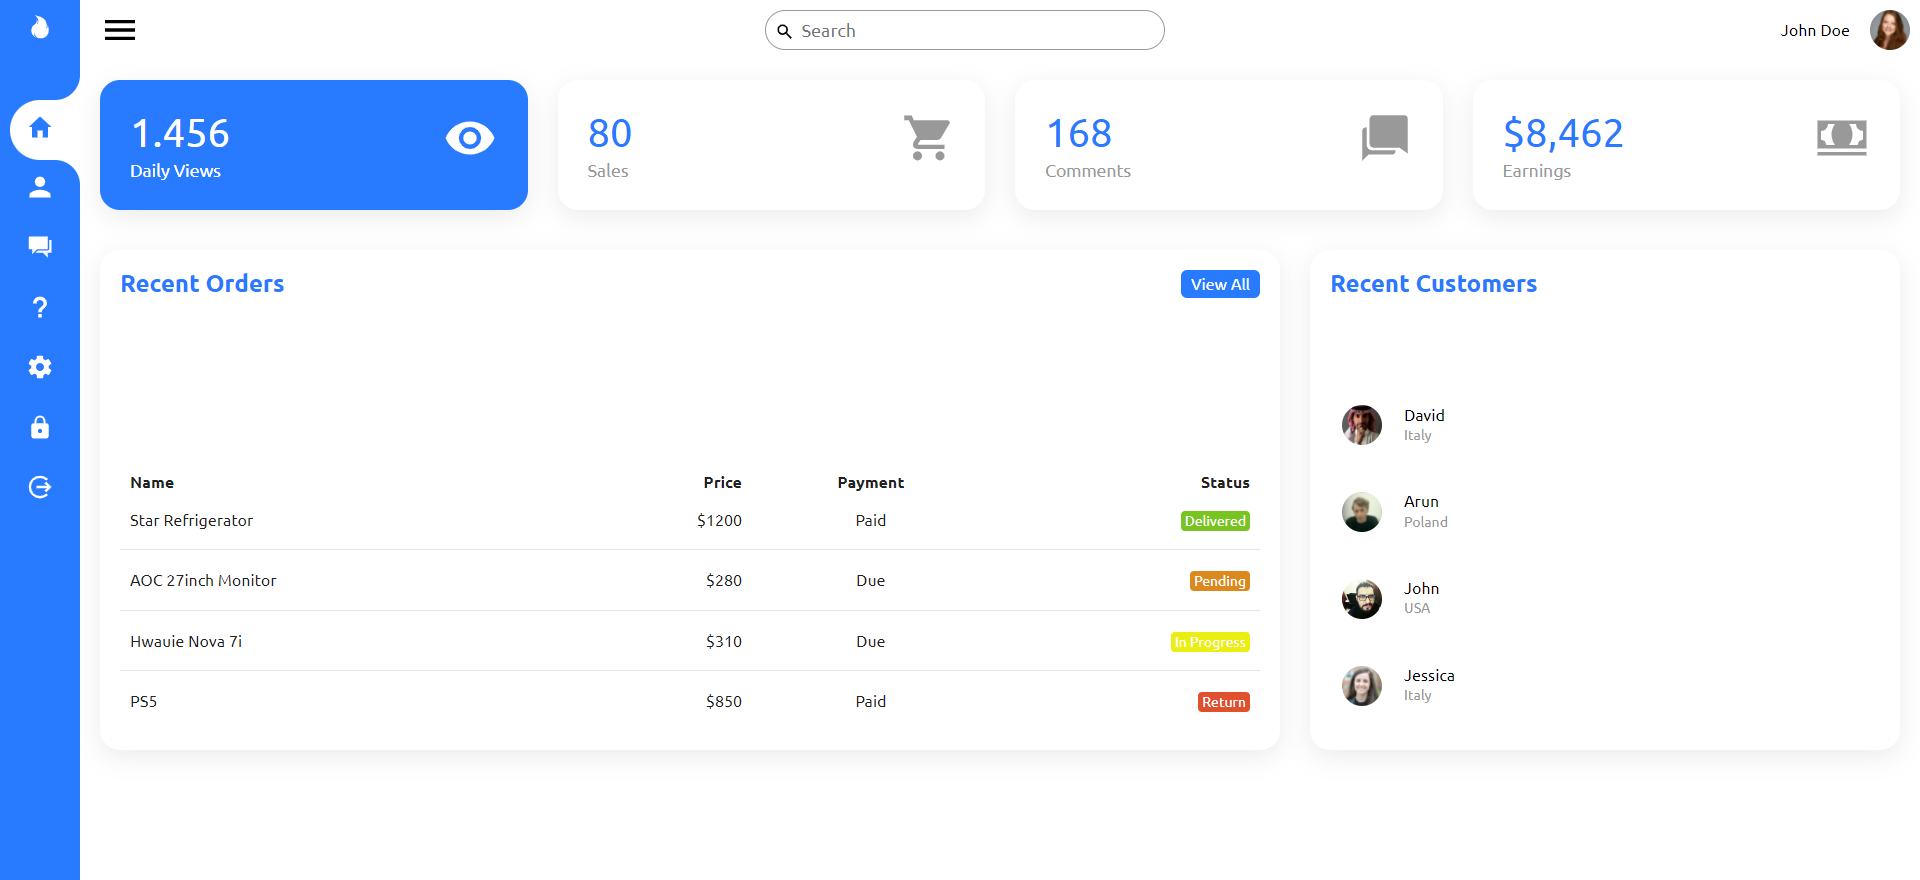 Search
John Doe
1.456
Daily Views
80
Sales
168
Comments
$8,462
Earnings
Recent Orders
View All
Name Price Payment Status
Star Refrigerator $1200 Paid Delivered
AOC 27inch Monitor $280 Due Pending
Hwauie Nova 7i $310 Due In Progress
PS5 $850 Paid Return
Recent Customers
David
Italy
Arun
Poland
John
USA
Jessica
Italy